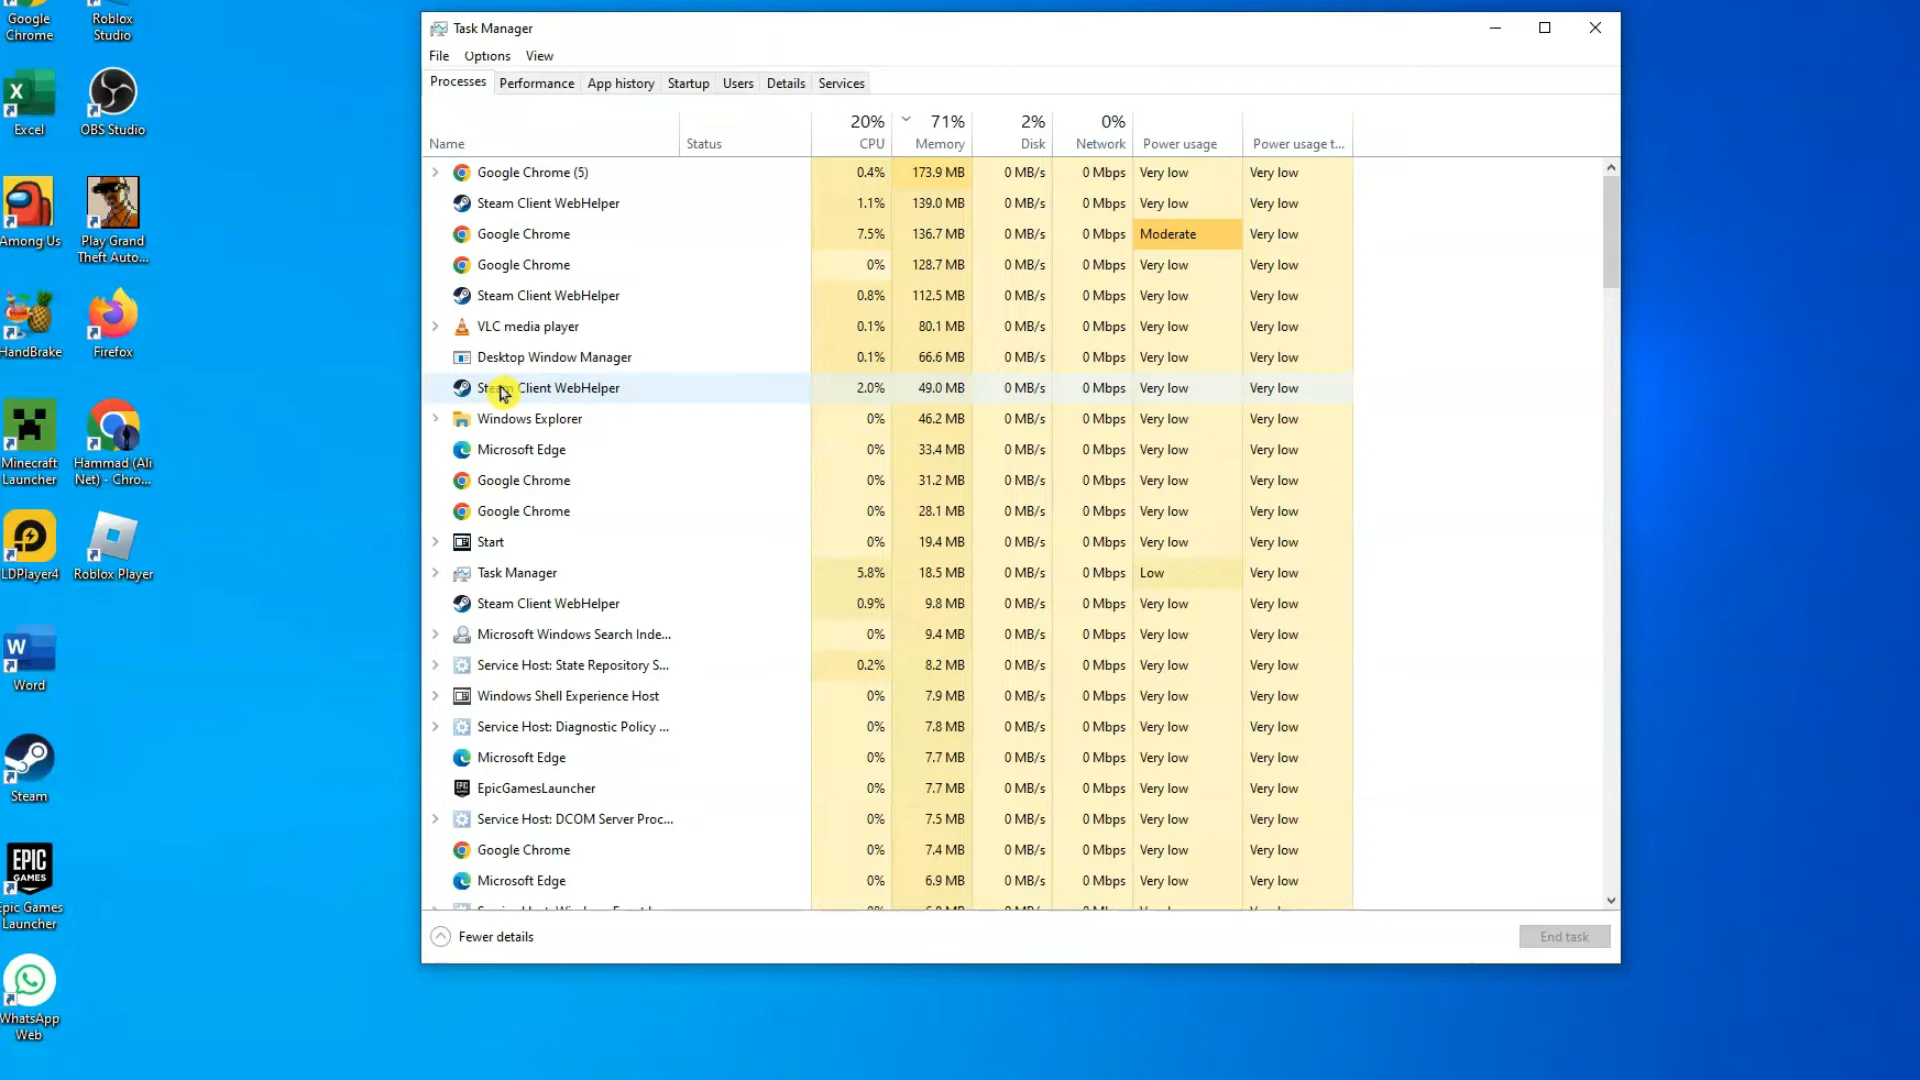 Google
Chrome
Roblox
Studio
Excel
OBS Studio
Among Us
Play Grand
Theft Auto...
HandBrake
Firefox
Minecraft
Launcher
Hammad (Ali
Net) - Chro...
LDPlayer4
Roblox Player
Word
Steam
EPIC
GAMES
Epic Games
Launcher
WhatsApp
Web
Task Manager
File Options View
Processes Performance App history Startup Users Details Services
20% 71% 2% 0%
Name Status CPU Memory Disk Network Power usage Power usage t...
Google Chrome (5) 0.4% 173.9 MB 0 MB/s 0 Mbps Very low Very low
Steam Client WebHelper 1.1% 139.0 MB 0 MB/s 0 Mbps Very low Very low
Google Chrome 7.5% 136.7 MB 0 MB/s 0 Mbps Moderate Very low
Google Chrome 0% 128.7 MB 0 MB/s 0 Mbps Very low Very low
Steam Client WebHelper 0.8% 112.5 MB 0 MB/s 0 Mbps Very low Very low
VLC media player 0.1% 80.1 MB 0 MB/s 0 Mbps Very low Very low
Desktop Window Manager 0.1% 66.6 MB 0 MB/s 0 Mbps Very low Very low
Steam Client WebHelper 2.0% 49.0 MB 0 MB/s 0 Mbps Very low Very low
Windows Explorer 0% 46.2 MB 0 MB/s 0 Mbps Very low Very low
Microsoft Edge 0% 33.4 MB 0 MB/s 0 Mbps Very low Very low
Google Chrome 0% 31.2 MB 0 MB/s 0 Mbps Very low Very low
Google Chrome 0% 28.1 MB 0 MB/s 0 Mbps Very low Very low
Start 0% 19.4 MB 0 MB/s 0 Mbps Very low Very low
Task Manager 5.8% 18.5 MB 0 MB/s 0 Mbps Low Very low
Steam Client WebHelper 0.9% 9.8 MB 0 MB/s 0 Mbps Very low Very low
Microsoft Windows Search Inde... 0% 9.4 MB 0 MB/s 0 Mbps Very low Very low
Service Host: State Repository S... 0.2% 8.2 MB 0 MB/s 0 Mbps Very low Very low
Windows Shell Experience Host 0% 7.9 MB 0 MB/s 0 Mbps Very low Very low
Service Host: Diagnostic Policy ... 0% 7.8 MB 0 MB/s 0 Mbps Very low Very low
Microsoft Edge 0% 7.7 MB 0 MB/s 0 Mbps Very low Very low
EpicGamesLauncher 0% 7.7 MB 0 MB/s 0 Mbps Very low Very low
Service Host: DCOM Server Proc... 0% 7.5 MB 0 MB/s 0 Mbps Very low Very low
Google Chrome 0% 7.4 MB 0 MB/s 0 Mbps Very low Very low
Microsoft Edge 0% 6.9 MB 0 MB/s 0 Mbps Very low Very low
Fewer details
End task